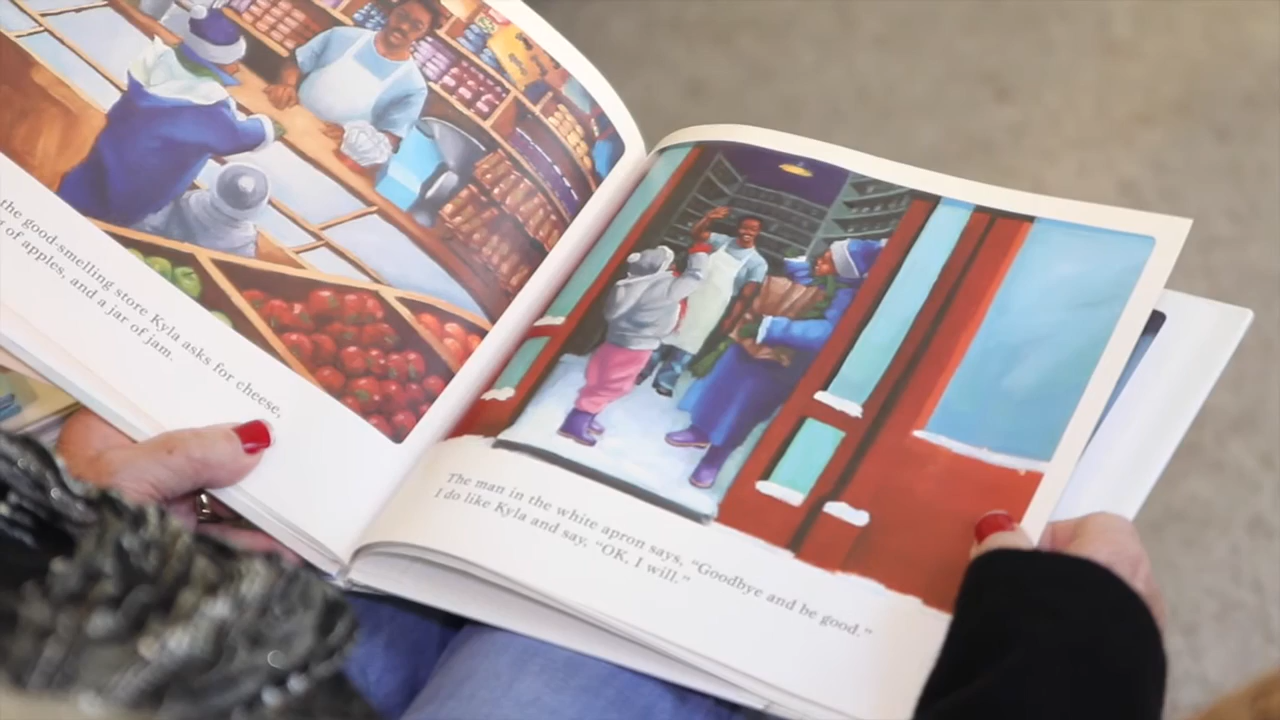 the good-smelling store Kyla asks for cheese,
of apples, and a jar of jam.
The man in the white apron says, “Goodbye and be good.”
I do like Kyla and say, “OK, I will.”